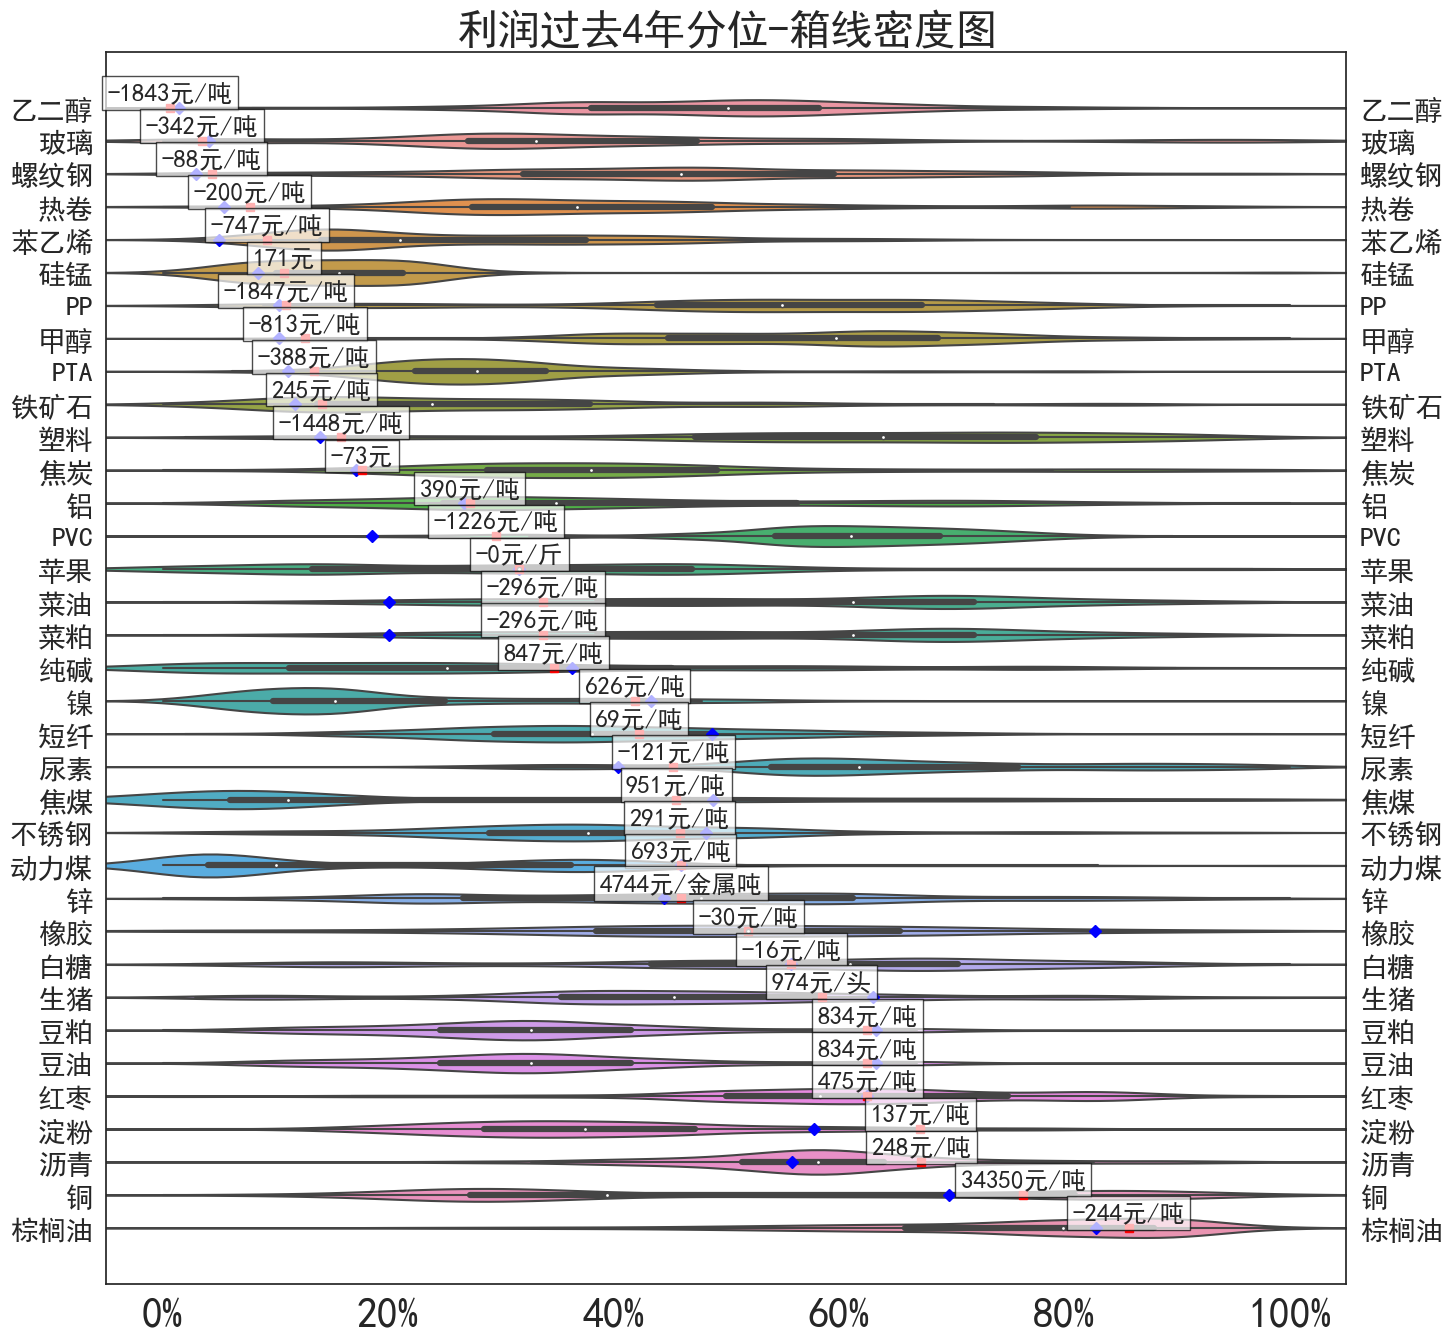 利润过去4年分位-箱线密度图
乙二醇 -1843元/吨 乙二醇
玻璃 -342元/吨 玻璃
螺纹钢 -88元/吨 螺纹钢
热卷 -200元/吨 热卷
苯乙烯 -747元/吨 苯乙烯
硅锰 171元 硅锰
PP -1847元/吨 PP
甲醇 -813元/吨 甲醇
PTA -388元/吨 PTA
铁矿石 245元/吨 铁矿石
塑料 -1448元/吨 塑料
焦炭 -73元 焦炭
铝 390元/吨 铝
PVC -1226元/吨 PVC
苹果 -0元/斤 苹果
菜油 -296元/吨 菜油
菜粕 -296元/吨 菜粕
纯碱 847元/吨 纯碱
镍 626元/吨 镍
短纤 69元/吨 短纤
尿素 -121元/吨 尿素
焦煤 951元/吨 焦煤
不锈钢 291元/吨 不锈钢
动力煤 693元/吨 动力煤
锌 4744元/金属吨 锌
橡胶 -30元/吨 橡胶
白糖 -16元/吨 白糖
生猪 974元/头 生猪
豆粕 834元/吨 豆粕
豆油 834元/吨 豆油
红枣 475元/吨 红枣
淀粉 137元/吨 淀粉
沥青 248元/吨 沥青
铜 34350元/吨 铜
棕榈油 -244元/吨 棕榈油
0% 20% 40% 60% 80% 100%